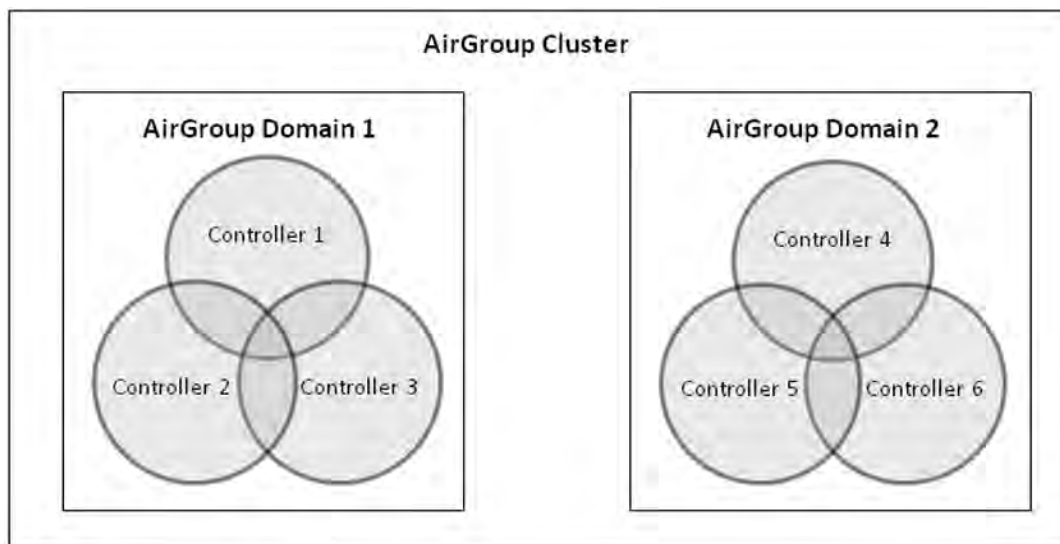 AirGroup Cluster
AirGroup Domain 1
Controller 1
Controller 2
Controller 3
AirGroup Domain 2
Controller 4
Controller 5
Controller 6